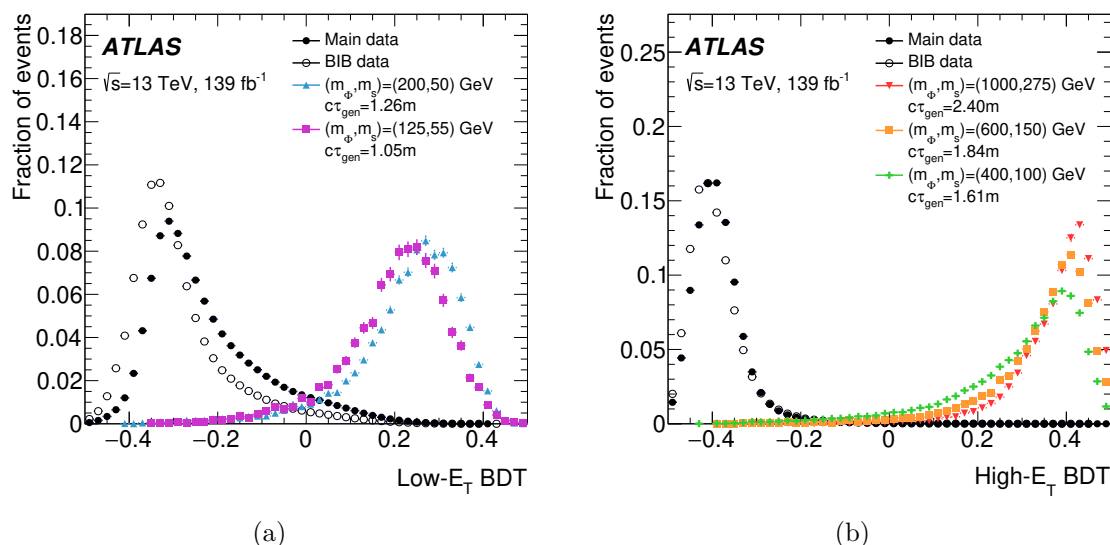 Fraction of events
0.18
0.16
0.14
0.12
0.1
0.08
0.06
0.04
0.02
0
ATLAS
√s=13 TeV, 139 fb⁻¹
Main data
BIB data
(m_Φ,m_s)=(200,50) GeV
cτ_gen=1.26m
(m_Φ,m_s)=(125,55) GeV
cτ_gen=1.05m
−0.4 −0.2 0 0.2 0.4
Low-E_T BDT
(a)
Fraction of events
0.25
0.2
0.15
0.1
0.05
0
ATLAS
√s=13 TeV, 139 fb⁻¹
Main data
BIB data
(m_Φ,m_s)=(1000,275) GeV
cτ_gen=2.40m
(m_Φ,m_s)=(600,150) GeV
cτ_gen=1.84m
(m_Φ,m_s)=(400,100) GeV
cτ_gen=1.61m
−0.4 −0.2 0 0.2 0.4
High-E_T BDT
(b)